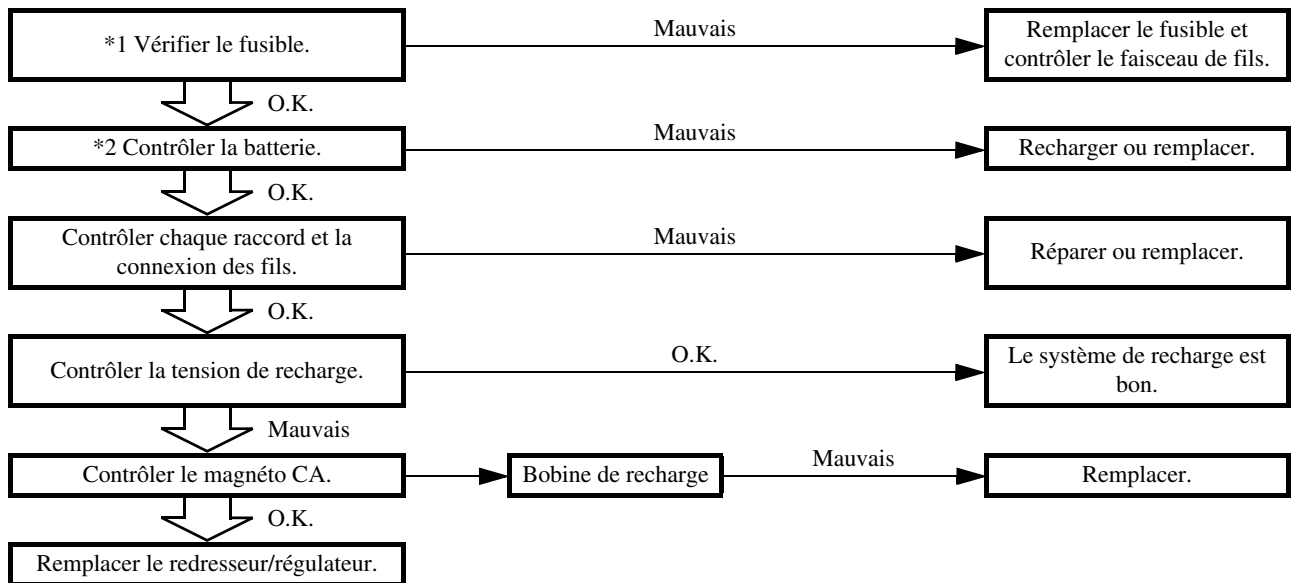 *1 Vérifier le fusible.
Mauvais
Remplacer le fusible et
contrôler le faisceau de fils.
O.K.
*2 Contrôler la batterie.
Mauvais
Recharger ou remplacer.
O.K.
Contrôler chaque raccord et la
connexion des fils.
Mauvais
Réparer ou remplacer.
O.K.
Contrôler la tension de recharge.
O.K.
Le système de recharge est
bon.
Mauvais
Contrôler le magnéto CA.
Bobine de recharge
Mauvais
Remplacer.
O.K.
Remplacer le redresseur/régulateur.